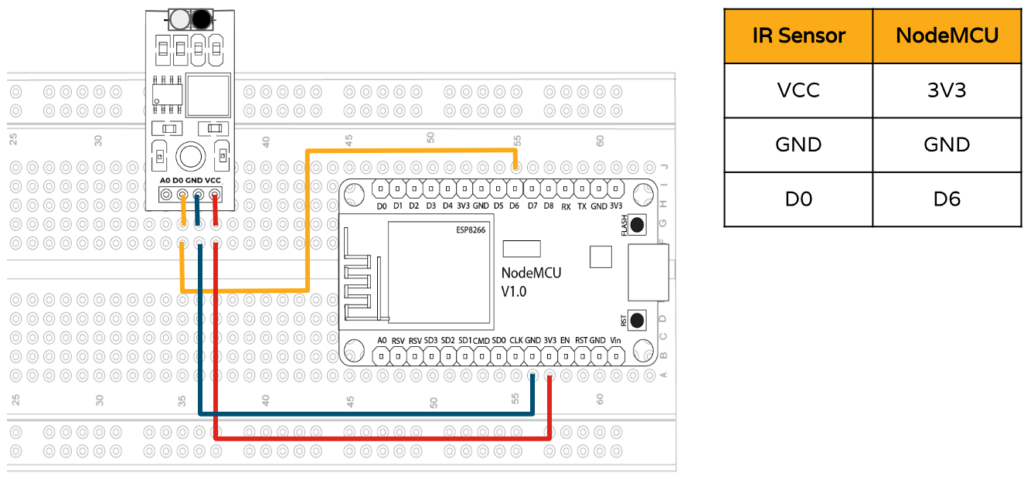 IR Sensor NodeMCU
VCC 3V3
GND GND
D0 D6
A0 D0 GND VCC
25 30 40 45 50 55 60
J
I
H
G
D0 D1 D2 D3 D4 3V3 GND D5 D6 D7 D8 RX TX GND 3V3
FLASH
ESP8266
NodeMCU
V1.0
RST
A0 RSV RSV SD3 SD2 SD1 CMD SD0 CLK GND 3V3 EN RST GND Vin
D
C
B
A
25 30 35 40 45 50 55 60